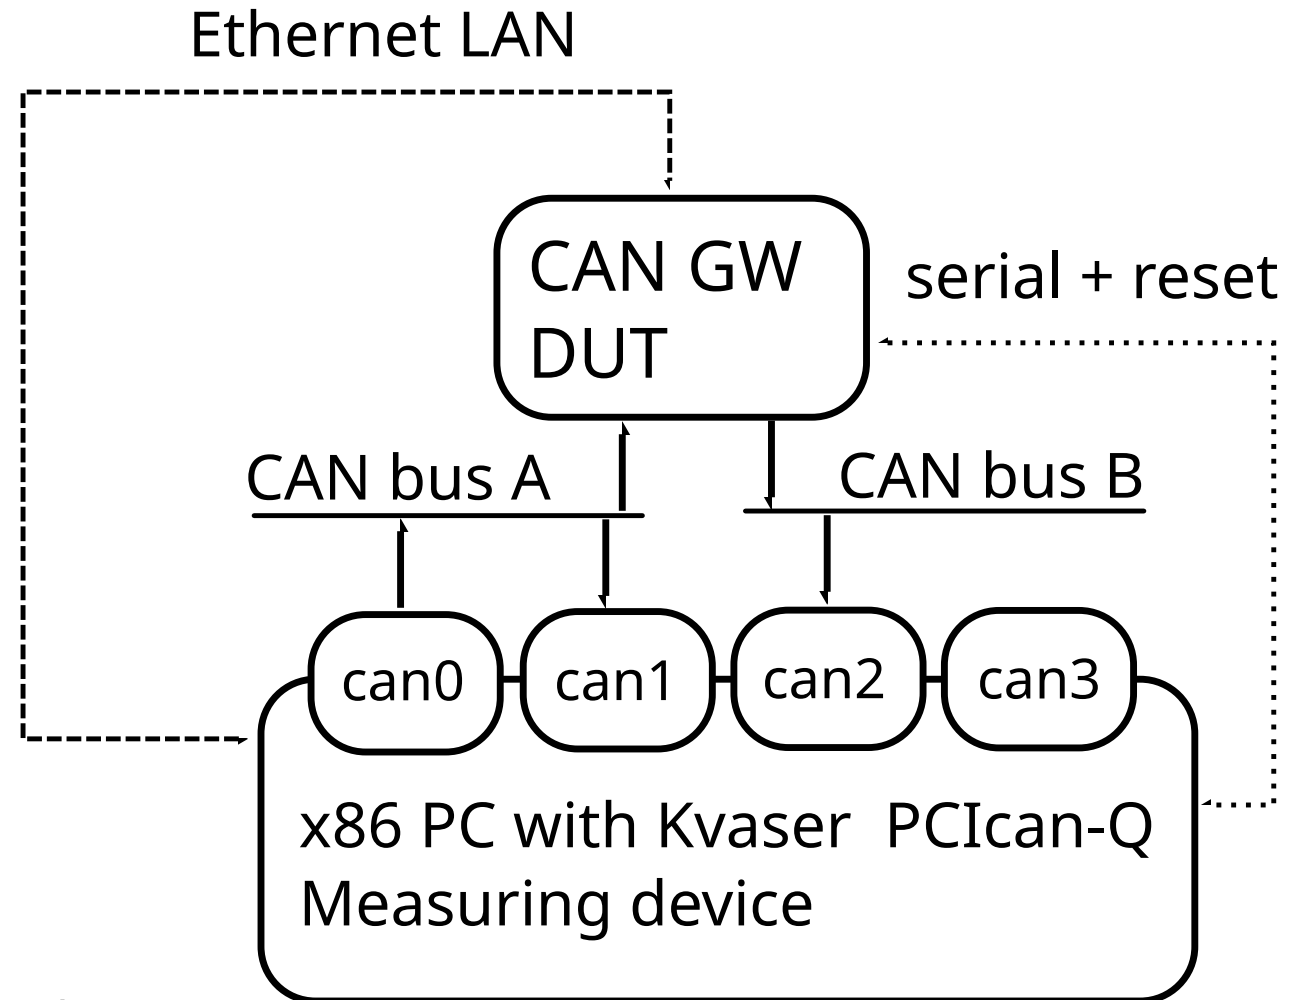 Ethernet LAN
CAN GW
DUT
serial + reset
CAN bus A
CAN bus B
can0
can1
can2
can3
x86 PC with Kvaser PCIcan-Q
Measuring device